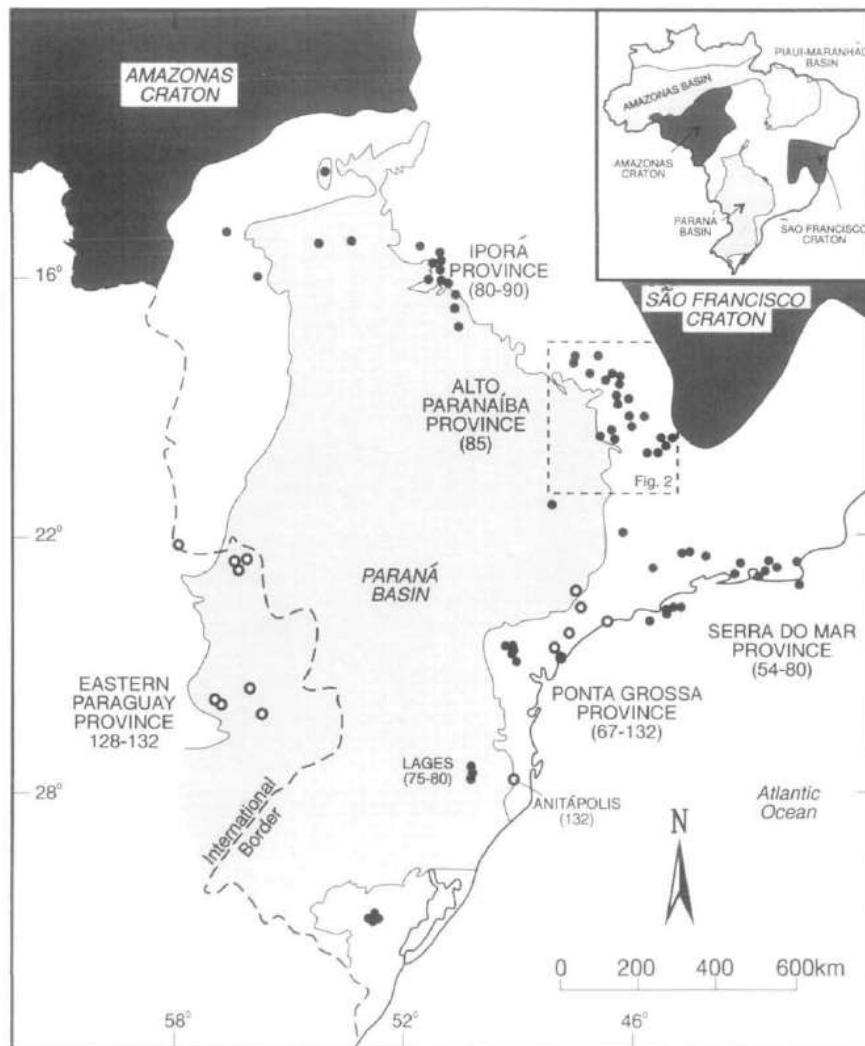 AMAZONAS
CRATON
PIAUI-MARANHÃO
BASIN
AMAZONAS BASIN
AMAZONAS
CRATON
PARANÁ
BASIN
SÃO FRANCISCO
CRATON
IPORÁ
PROVINCE
(80-90)
16°
SÃO FRANCISCO
CRATON
ALTO
PARANAÍBA
PROVINCE
(85)
Fig. 2
22°
PARANÁ
BASIN
SERRA DO MAR
PROVINCE
(54-80)
EASTERN
PARAGUAY
PROVINCE
128-132
PONTA GROSSA
PROVINCE
(67-132)
LAGES
(75-80)
28°
ANITÁPOLIS
(132)
Atlantic
Ocean
International
Border
N
0 200 400 600km
58° 52° 46°